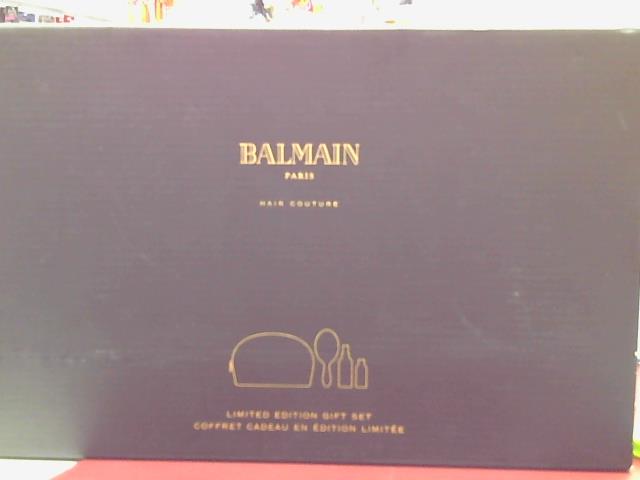 BALMAIN
PARIS
HAIR COUTURE
LIMITED EDITION GIFT SET
COFFRET CADEAU EN ÉDITION LIMITÉE